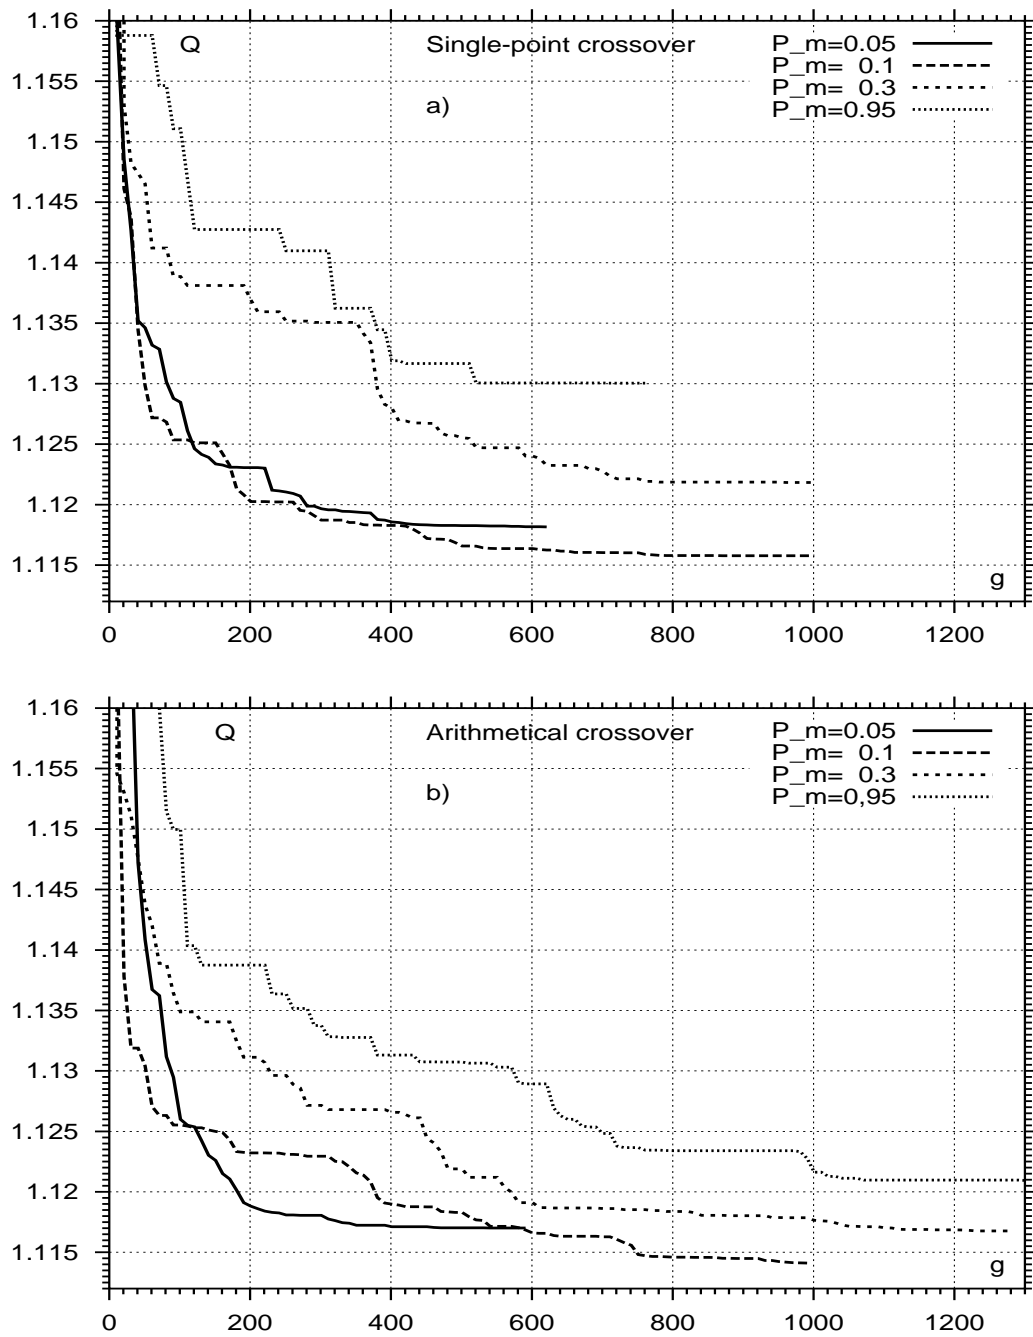 Q Single-point crossover P_m=0.05
P_m= 0.1
P_m= 0.3
P_m=0.95
a)
1.16
1.155
1.15
1.145
1.14
1.135
1.13
1.125
1.12
1.115
g
0 200 400 600 800 1000 1200
Q Arithmetical crossover P_m=0.05
P_m= 0.1
P_m= 0.3
P_m=0,95
b)
1.16
1.155
1.15
1.145
1.14
1.135
1.13
1.125
1.12
1.115
g
0 200 400 600 800 1000 1200